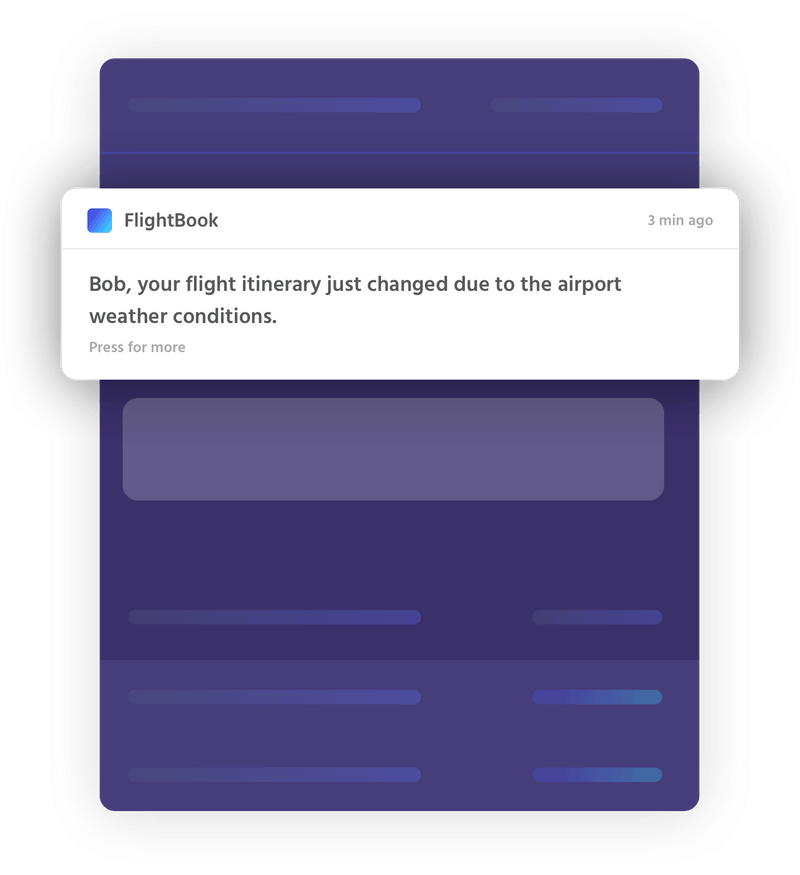 FlightBook
3 min ago
Bob, your flight itinerary just changed due to the airport
weather conditions.
Press for more